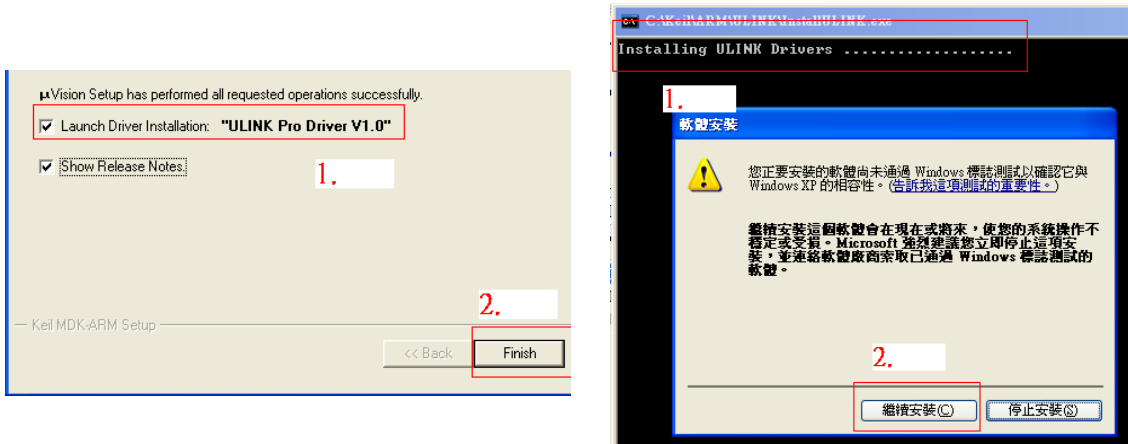 µVision Setup has performed all requested operations successfully.
Launch Driver Installation: "ULINK Pro Driver V1.0"
Show Release Notes.
1.
2.
Keil MDK-ARM Setup
<< Back
Finish
C:\Keil\ARM\ULINK\InstallULINK.exe
Installing ULINK Drivers ...................
1.
軟體安裝
您正要安裝的軟體尚未通過 Windows 標誌測試以確認它與
Windows XP 的相容性。(告訴我這項測試的重要性。)
繼續安裝這個軟體會在現在或將來，使您的系統操作不
穩定或受損。Microsoft 強烈建議您立即停止這項安
裝，並連絡軟體廠商索取已通過 Windows 標誌測試的
軟體。
2.
繼續安裝(C)
停止安裝(S)